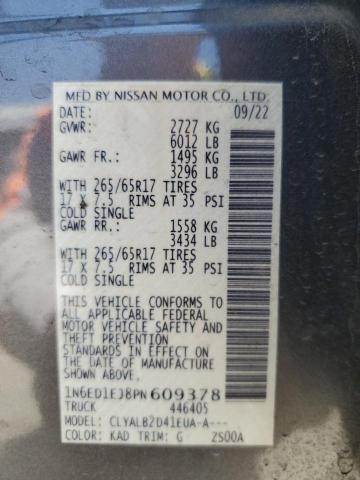 MFD BY NISSAN MOTOR CO., LTD.
DATE: 09/22
GVWR: 2727 KG
6012 LB
GAWR FR.: 1495 KG
3296 LB
WITH 265/65R17 TIRES
17 X 7.5 RIMS AT 35 PSI
COLD SINGLE
GAWR RR.: 1558 KG
3434 LB
WITH 265/65R17 TIRES
17 X 7.5 RIMS AT 35 PSI
COLD SINGLE
THIS VEHICLE CONFORMS TO
ALL APPLICABLE FEDERAL
MOTOR VEHICLE SAFETY AND
THEFT PREVENTION
STANDARDS IN EFFECT ON
THE DATE OF MANUFACTURE
SHOWN ABOVE.
1N6ED1EJ8PN609378
TRUCK 446405
MODEL: CLYALB2D41EUA-A---
COLOR: KAD TRIM: G ZS00A